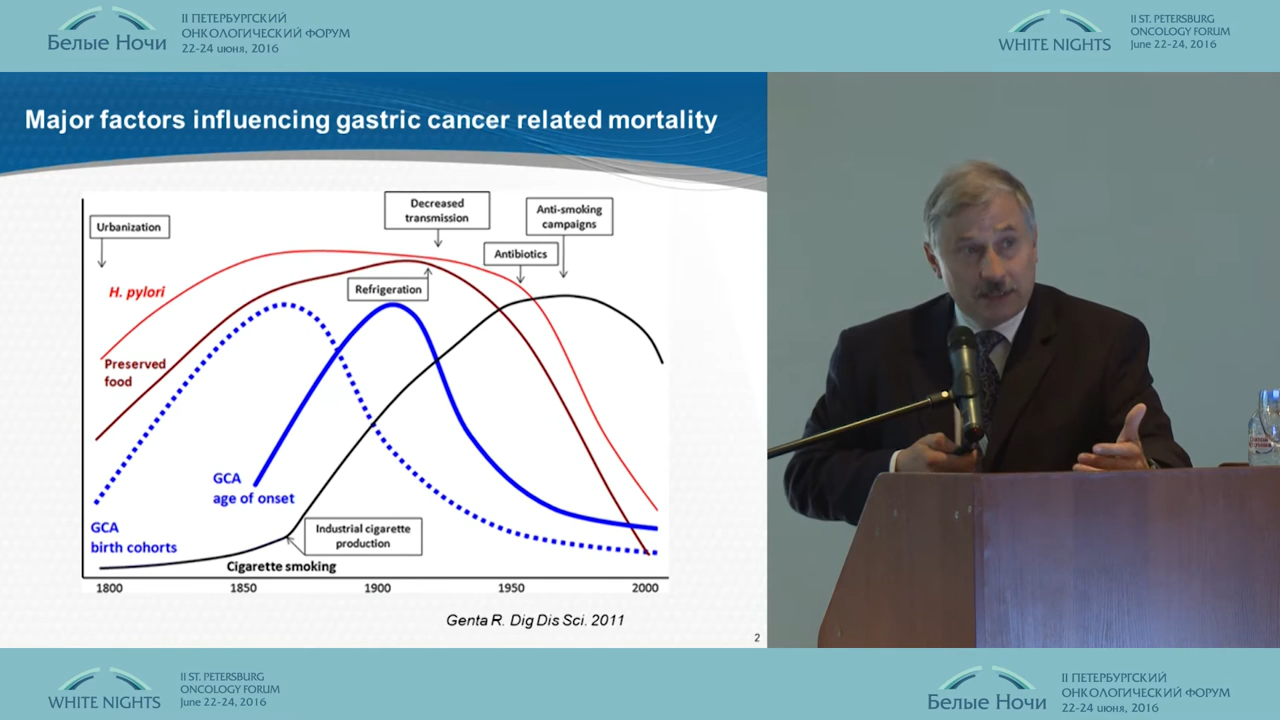 Белые Ночи
II ПЕТЕРБУРГСКИЙ
ОНКОЛОГИЧЕСКИЙ ФОРУМ
22-24 июня, 2016
WHITE NIGHTS
II ST. PETERSBURG
ONCOLOGY FORUM
June 22-24, 2016
Major factors influencing gastric cancer related mortality
Urbanization
Decreased
transmission
Anti-smoking
campaigns
Antibiotics
Refrigeration
H. pylori
Preserved
food
GCA
age of onset
GCA
birth cohorts
Industrial cigarette
production
Cigarette smoking
1800 1850 1900 1950 2000
Genta R. Dig Dis Sci. 2011
2
WHITE NIGHTS
II ST. PETERSBURG
ONCOLOGY FORUM
June 22-24, 2016
Белые Ночи
II ПЕТЕРБУРГСКИЙ
ОНКОЛОГИЧЕСКИЙ ФОРУМ
22-24 июня, 2016